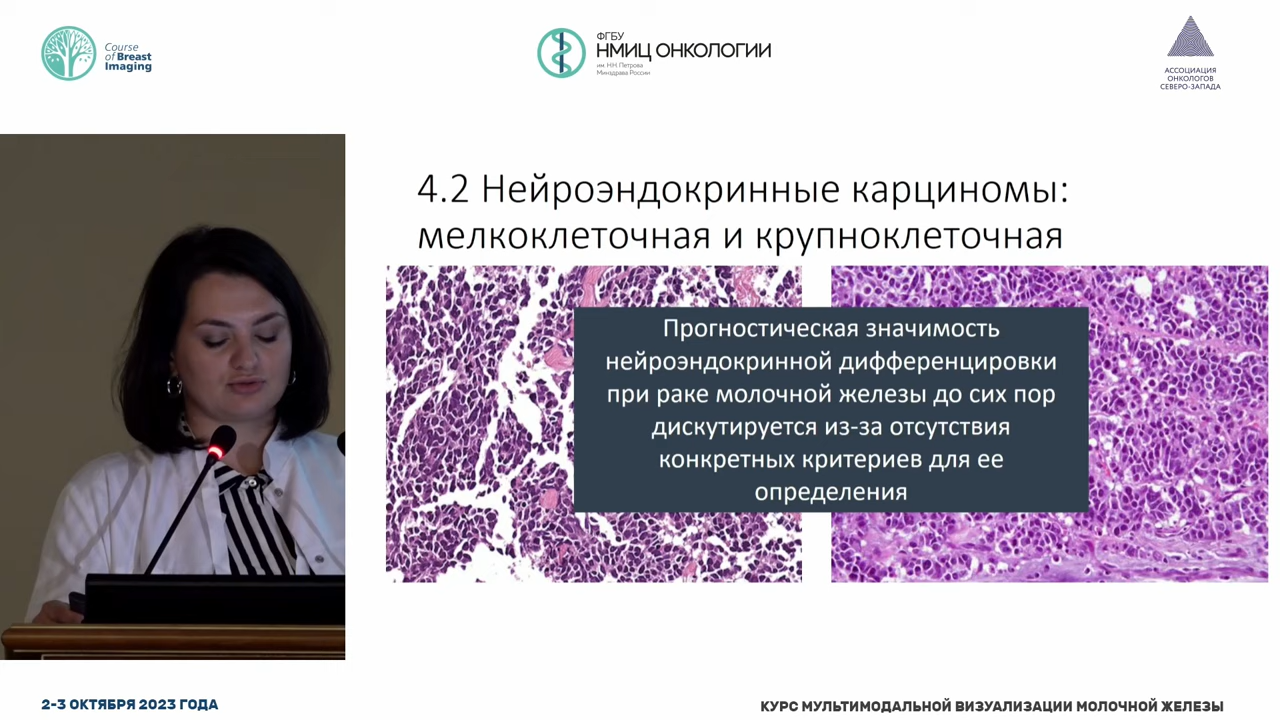 Course
of Breast
Imaging
ФГБУ
НМИЦ ОНКОЛОГИИ
им. Н.Н. Петрова
Минздрава России
АССОЦИАЦИЯ
ОНКОЛОГОВ
СЕВЕРО-ЗАПАДА
4.2 Нейроэндокринные карциномы:
мелкоклеточная и крупноклеточная
Прогностическая значимость
нейроэндокринной дифференцировки
при раке молочной железы до сих пор
дискутируется из-за отсутствия
конкретных критериев для ее
определения
2-3 ОКТЯБРЯ 2023 ГОДА
КУРС МУЛЬТИМОДАЛЬНОЙ ВИЗУАЛИЗАЦИИ МОЛОЧНОЙ ЖЕЛЕЗЫ